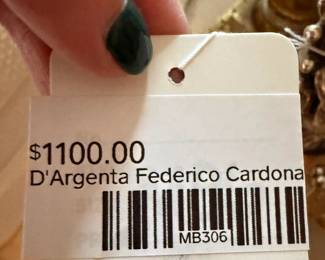 $1100.00
D'Argenta Federico Cardona
MB306